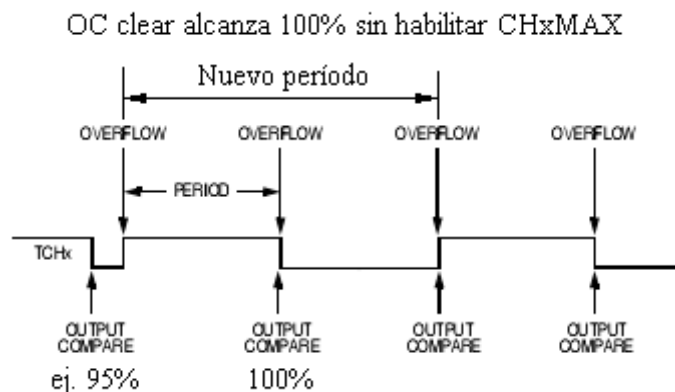 OC clear alcanza 100% sin habilitar CHxMAX
Nuevo período
OVERFLOW OVERFLOW OVERFLOW OVERFLOW
PERIOD
TCHx
OUTPUT OUTPUT OUTPUT OUTPUT
COMPARE COMPARE COMPARE COMPARE
ej. 95% 100%